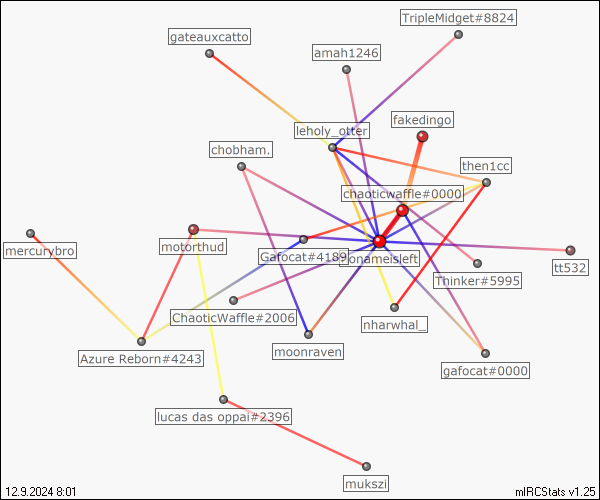 TripleMidget#8824
gateauxcatto
amah1246
fakedingo
leholy_otter
chobham.
then1cc
chaoticwaffle#0000
mercurybro
motorthud
Gafocat#4189
onameisleft
Thinker#5995
tt532
ChaoticWaffle#2006
nharwhal_
Azure Reborn#4243
moonraven
gafocat#0000
lucas das oppai#2396
mukszi
12.9.2024 8:01
mIRCStats v1.25